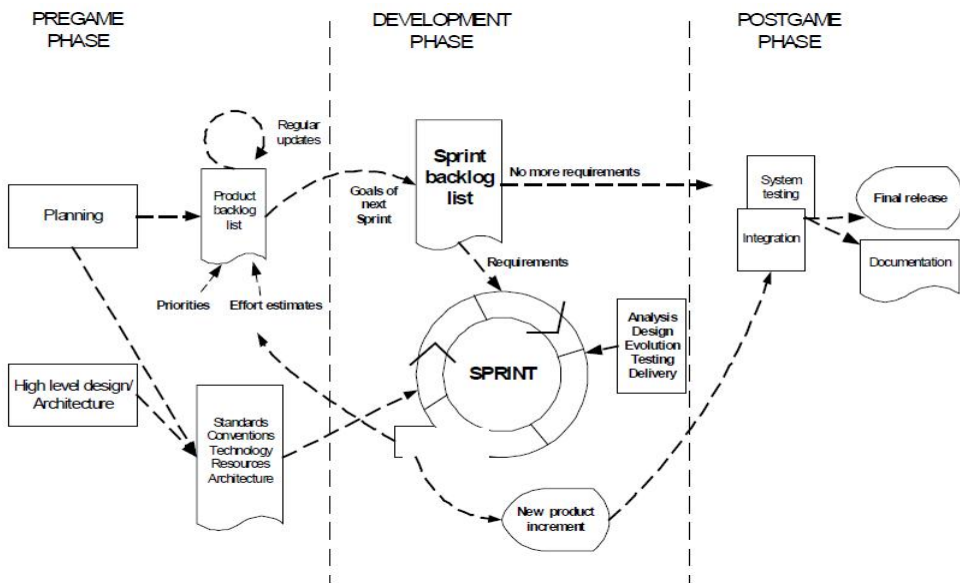 PREGAME
PHASE
DEVELOPMENT
PHASE
POSTGAME
PHASE
Regular
updates
Planning
Product
backlog
list
Priorities
Effort estimates
High level design/
Architecture
Standards
Conventions
Technology
Resources
Architecture
Goals of
next
Sprint
Sprint
backlog
list
No more requirements
Requirements
SPRINT
Analysis
Design
Evolution
Testing
Delivery
New product
increment
System
testing
Integration
Final release
Documentation